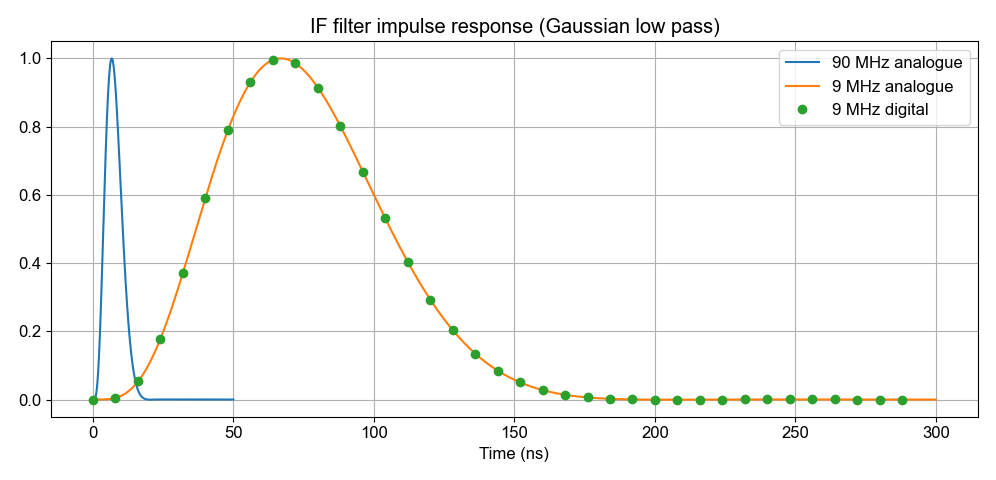 IF filter impulse response (Gaussian low pass)
90 MHz analogue
9 MHz analogue
9 MHz digital
1.0
0.8
0.6
0.4
0.2
0.0
0 50 100 150 200 250 300
Time (ns)